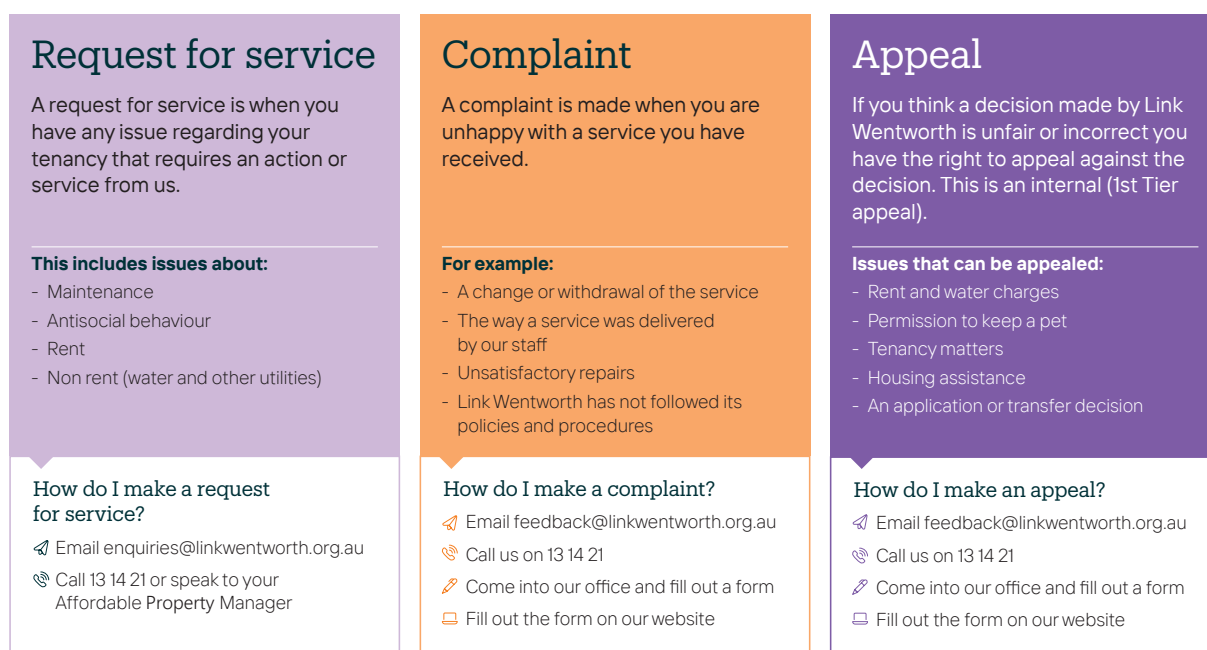 Request for service
A request for service is when you
have any issue regarding your
tenancy that requires an action or
service from us.
This includes issues about:
- Maintenance
- Antisocial behaviour
- Rent
- Non rent (water and other utilities)
How do I make a request
for service?
Email enquiries@linkwentworth.org.au
Call 13 14 21 or speak to your
Affordable Property Manager
Complaint
A complaint is made when you are
unhappy with a service you have
received.
For example:
- A change or withdrawal of the service
- The way a service was delivered
by our staff
- Unsatisfactory repairs
- Link Wentworth has not followed its
policies and procedures
How do I make a complaint?
Email feedback@linkwentworth.org.au
Call us on 13 14 21
Come into our office and fill out a form
Fill out the form on our website
Appeal
If you think a decision made by Link
Wentworth is unfair or incorrect you
have the right to appeal against the
decision. This is an internal (1st Tier
appeal).
Issues that can be appealed:
- Rent and water charges
- Permission to keep a pet
- Tenancy matters
- Housing assistance
- An application or transfer decision
How do I make an appeal?
Email feedback@linkwentworth.org.au
Call us on 13 14 21
Come into our office and fill out a form
Fill out the form on our website